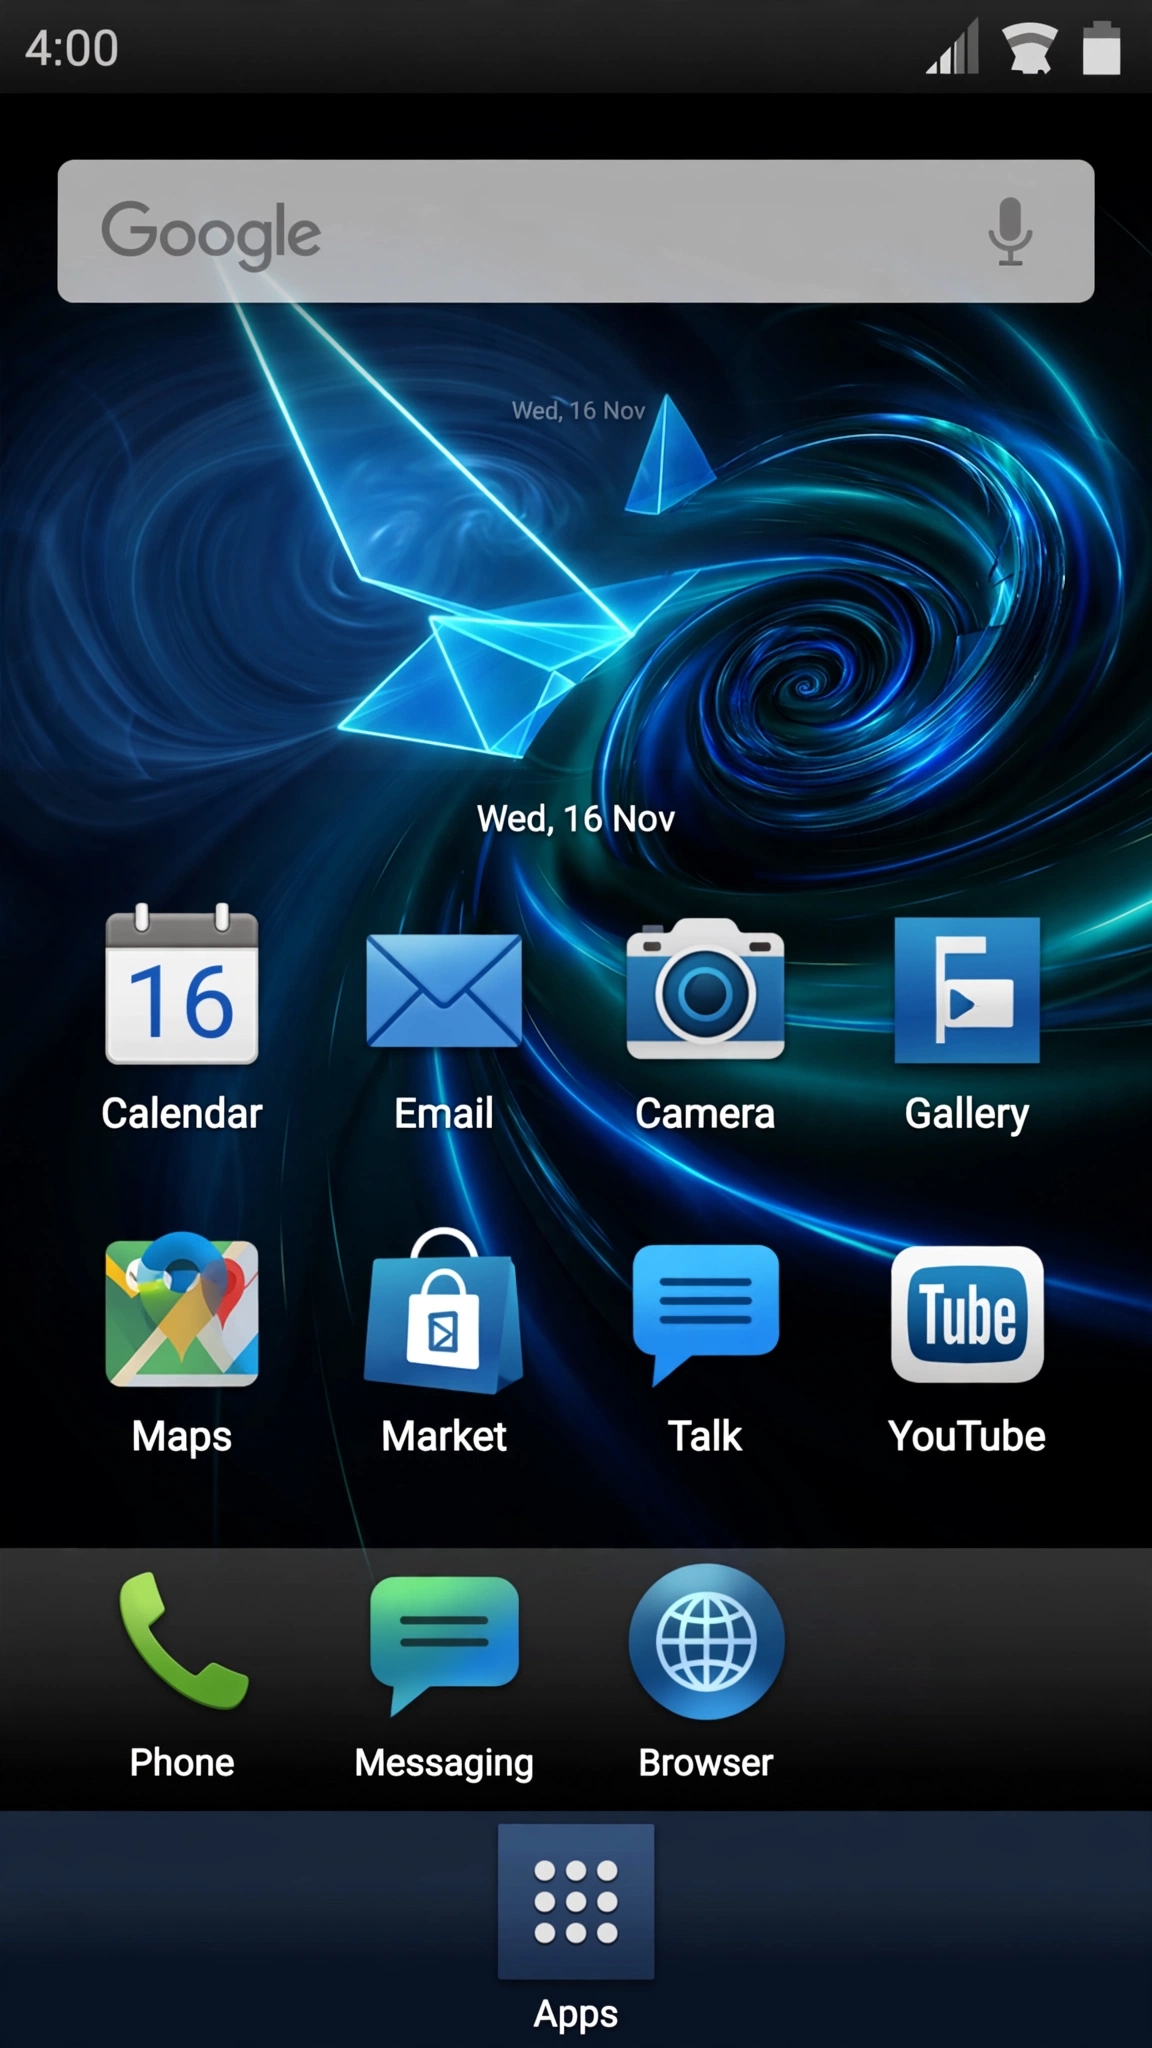 4:00
Google
Wed, 16 Nov
Wed, 16 Nov
16
Calendar
Email
Camera
Gallery
Maps
Market
Talk
Tube
YouTube
Phone
Messaging
Browser
Apps